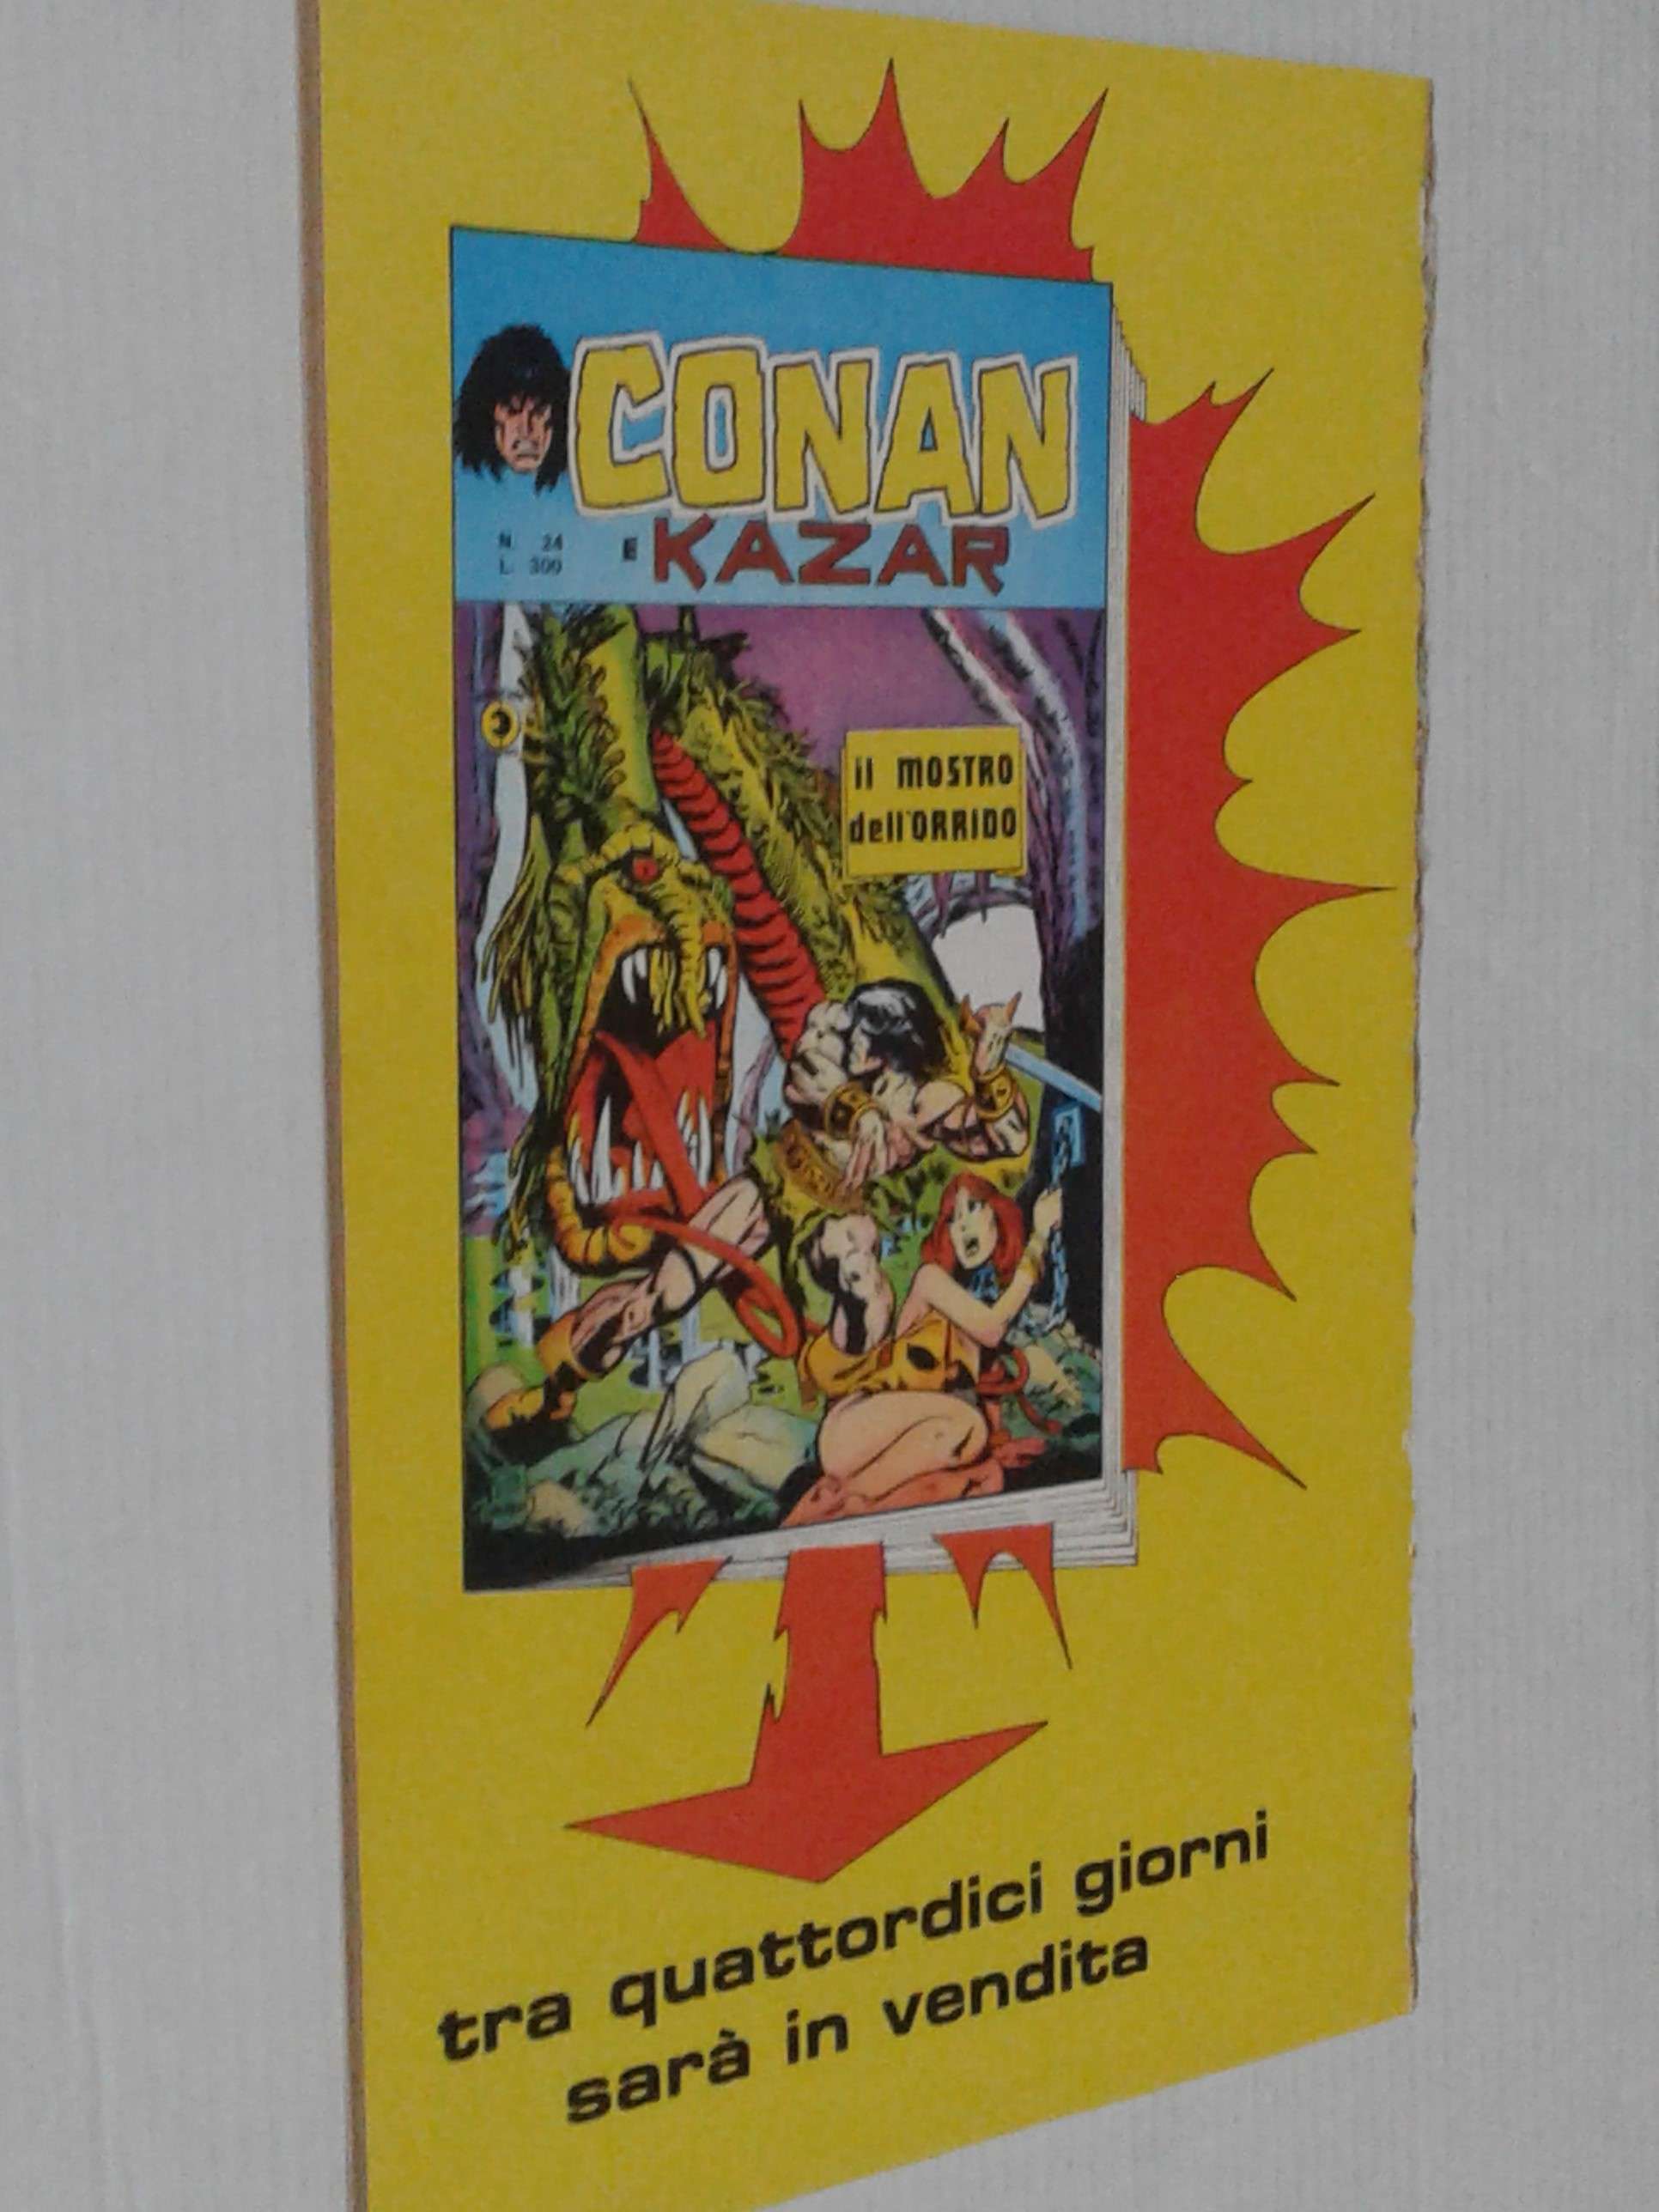 CONAN
N. 24
L. 300
E KAZAR
il MOSTRO
dell'ORRIDO
tra quattordici giorni
sarà in vendita